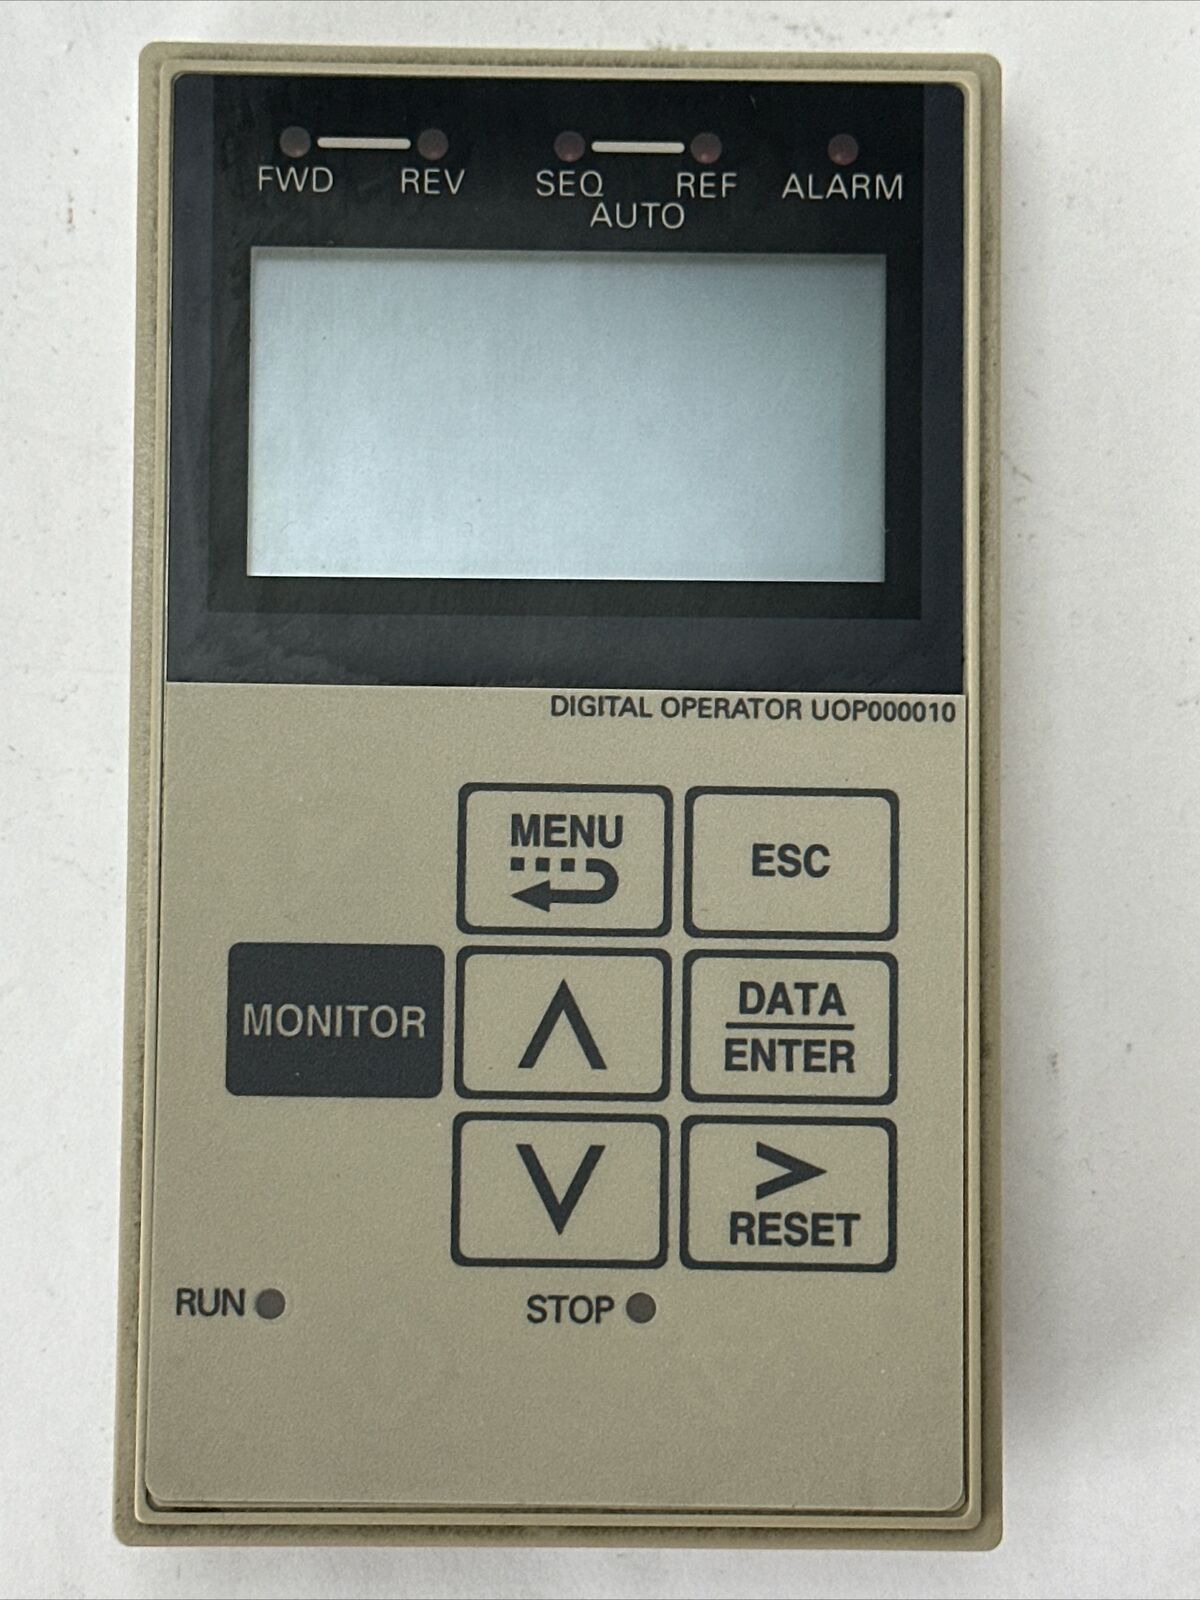 FWD REV SEQ REF ALARM
AUTO
DIGITAL OPERATOR UOP000010
MENU ESC
MONITOR DATA
ENTER
>
RESET
RUN STOP